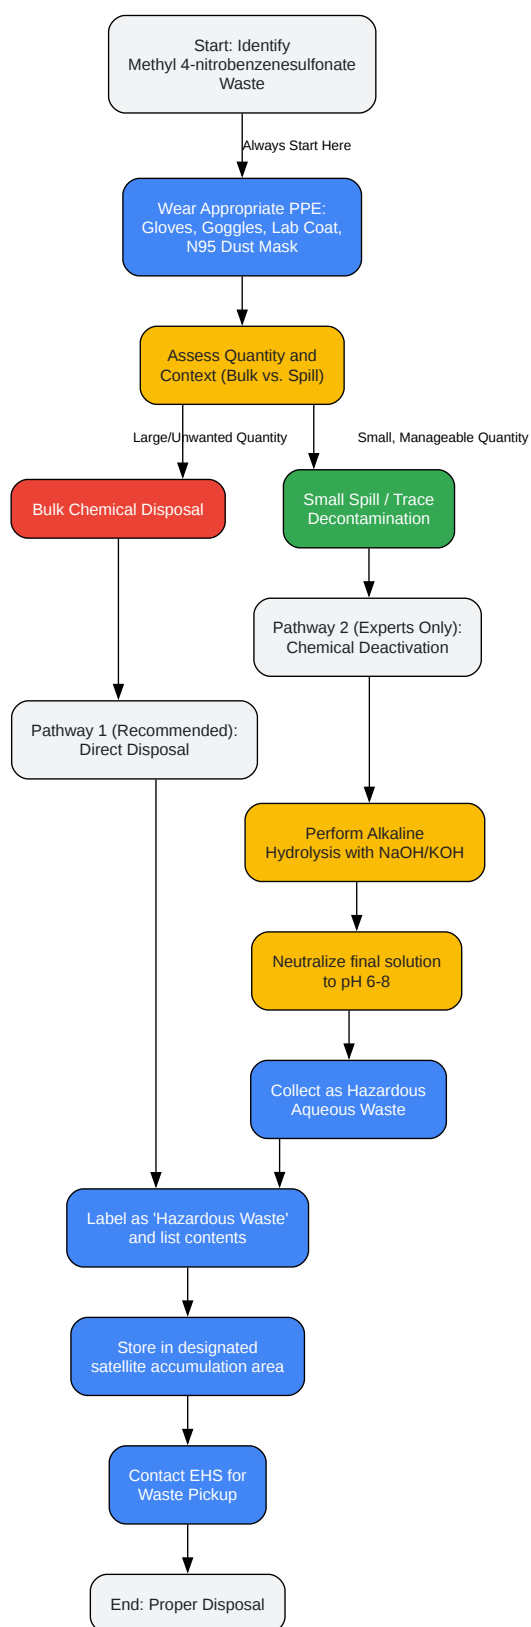 Start: Identify
Methyl 4-nitrobenzenesulfonate
Waste
Always Start Here
Wear Appropriate PPE:
Gloves, Goggles, Lab Coat,
N95 Dust Mask
Assess Quantity and
Context (Bulk vs. Spill)
Large/Unwanted Quantity
Small, Manageable Quantity
Bulk Chemical Disposal
Small Spill / Trace
Decontamination
Pathway 2 (Experts Only):
Chemical Deactivation
Pathway 1 (Recommended):
Direct Disposal
Perform Alkaline
Hydrolysis with NaOH/KOH
Neutralize final solution
to pH 6-8
Collect as Hazardous
Aqueous Waste
Label as 'Hazardous Waste'
and list contents
Store in designated
satellite accumulation area
Contact EHS for
Waste Pickup
End: Proper Disposal